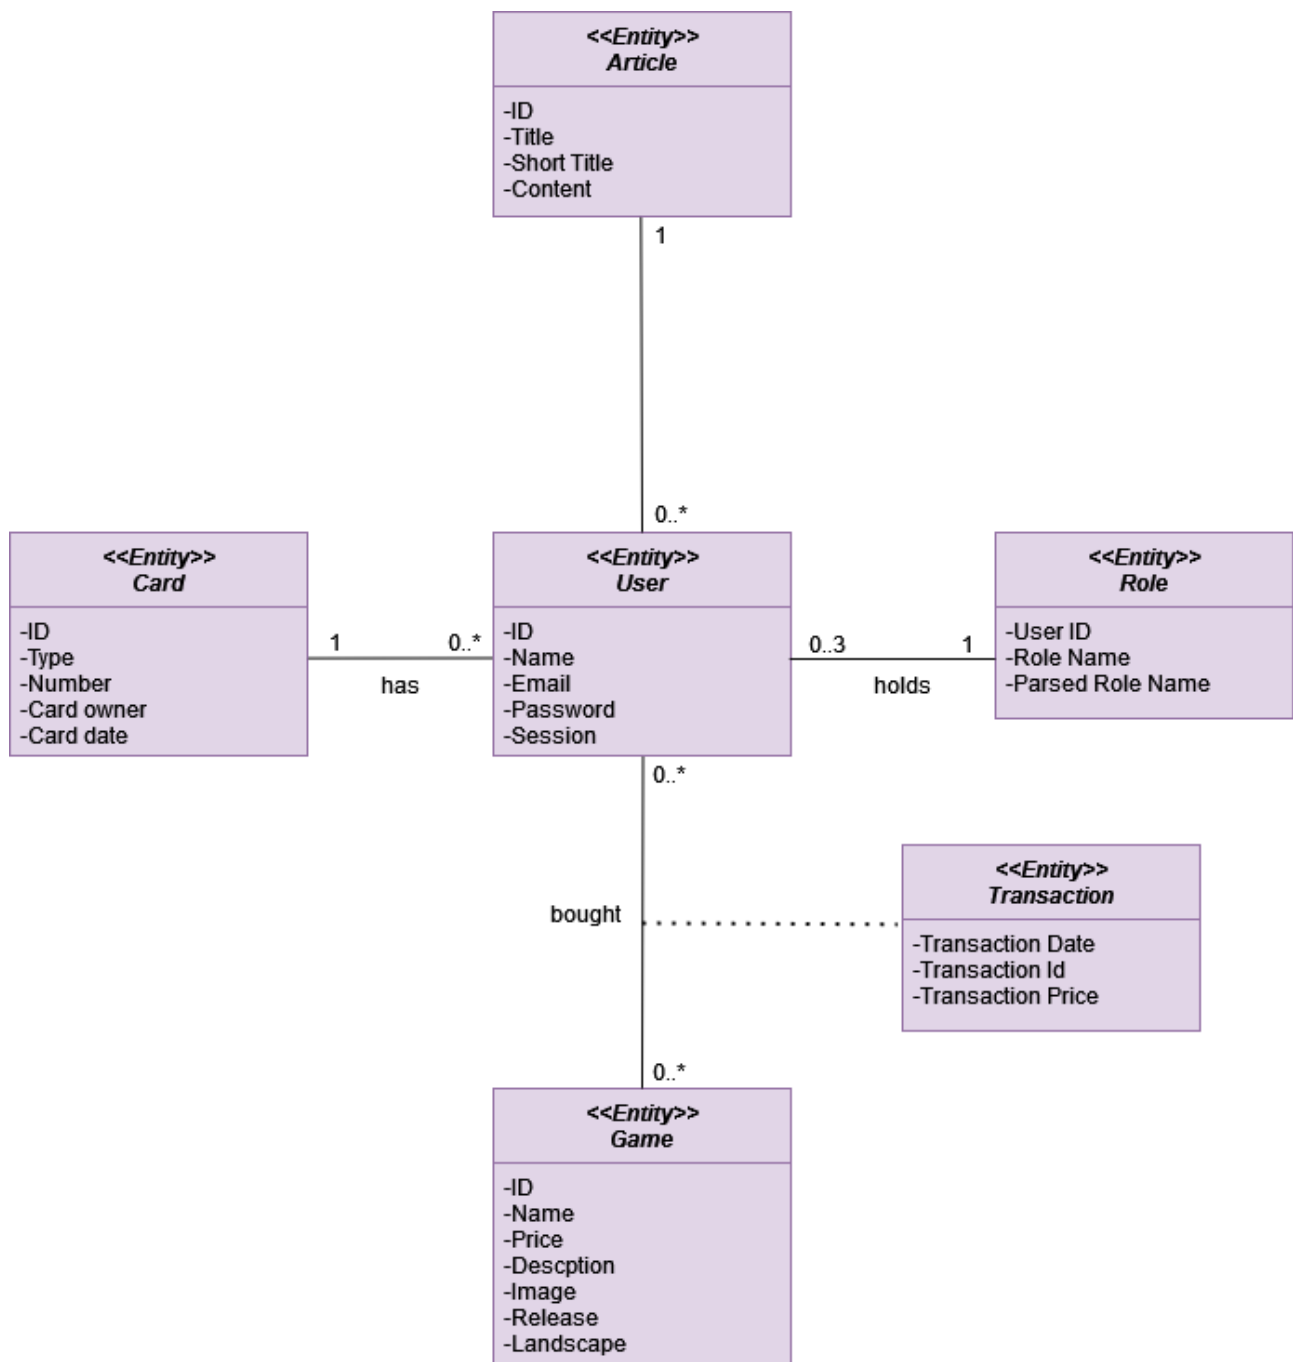 <<Entity>>
Article
-ID
-Title
-Short Title
-Content
1
0..*
<<Entity>>
Card
-ID
-Type
-Number
-Card owner
-Card date
1
0..*
has
<<Entity>>
User
-ID
-Name
-Email
-Password
-Session
0..3
1
holds
<<Entity>>
Role
-User ID
-Role Name
-Parsed Role Name
0..*
bought
<<Entity>>
Transaction
-Transaction Date
-Transaction Id
-Transaction Price
0..*
<<Entity>>
Game
-ID
-Name
-Price
-Descption
-Image
-Release
-Landscape